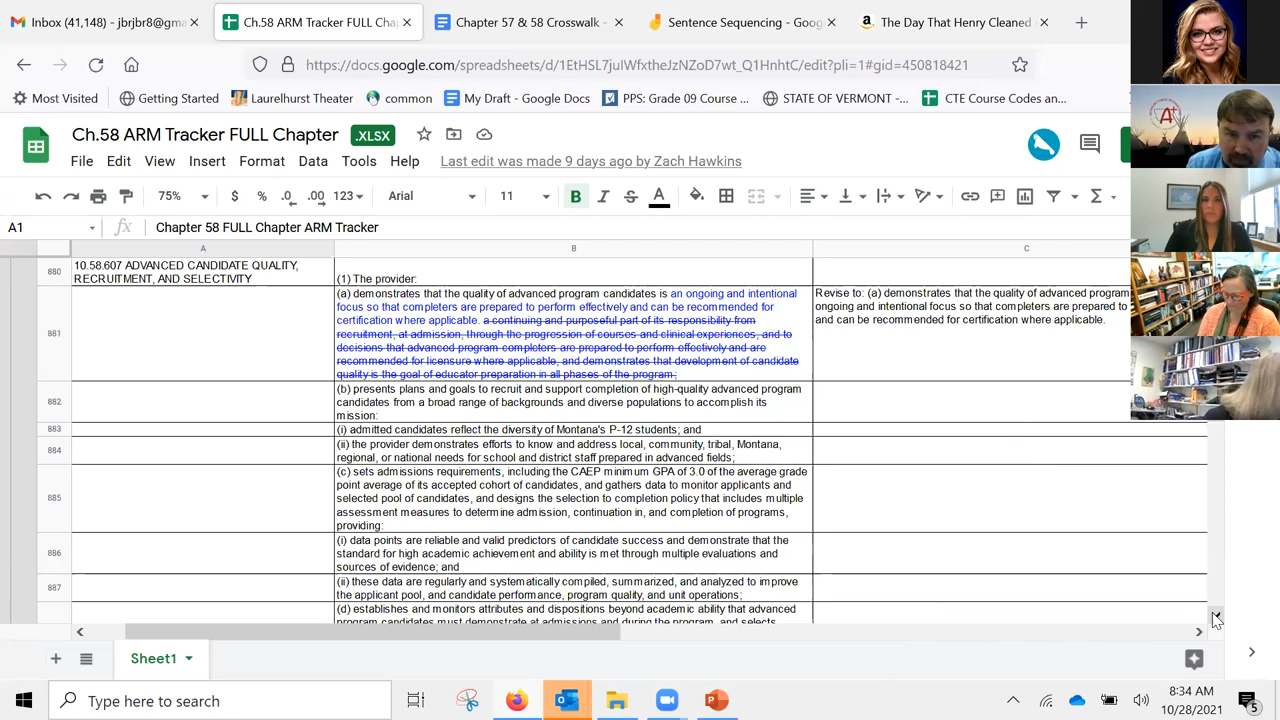 Inbox (41,148) - jbrjbr8@gma
Ch.58 ARM Tracker FULL Chap
Chapter 57 & 58 Crosswalk -
Sentence Sequencing - Goog
The Day That Henry Cleaned
https://docs.google.com/spreadsheets/d/1EtHSL7juIWfxtheJzNZoD7wt_Q1HnhtC/edit?pli=1#gid=450818421
Most Visited
Getting Started
Laurelhurst Theater
common
My Draft - Google Docs
PPS: Grade 09 Course ...
STATE OF VERMONT -...
CTE Course Codes an...
Ch.58 ARM Tracker FULL Chapter
.XLSX
File Edit View Insert Format Data Tools Help
Last edit was made 9 days ago by Zach Hawkins
75% $ % .0 .00 123 Arial 11 B I S A
A1 fx Chapter 58 FULL Chapter ARM Tracker
A B C
880
10.58.607 ADVANCED CANDIDATE QUALITY,
RECRUITMENT, AND SELECTIVITY
(1) The provider:
881
(a) demonstrates that the quality of advanced program candidates is an ongoing and intentional
focus so that completers are prepared to perform effectively and can be recommended for
certification where applicable. a continuing and purposeful part of its responsibility from
recruitment, at admission, through the progression of courses and clinical experiences, and to
decisions that advanced program completers are prepared to perform effectively and are
recommended for licensure where applicable, and demonstrates that development of candidate
quality is the goal of educator preparation in all phases of the program;
Revise to: (a) demonstrates that the quality of advanced program
ongoing and intentional focus so that completers are prepared to
and can be recommended for certification where applicable.
882
(b) presents plans and goals to recruit and support completion of high-quality advanced program
candidates from a broad range of backgrounds and diverse populations to accomplish its
mission:
883
(i) admitted candidates reflect the diversity of Montana's P-12 students; and
884
(ii) the provider demonstrates efforts to know and address local, community, tribal, Montana,
regional, or national needs for school and district staff prepared in advanced fields;
885
(c) sets admissions requirements, including the CAEP minimum GPA of 3.0 of the average grade
point average of its accepted cohort of candidates, and gathers data to monitor applicants and
selected pool of candidates, and designs the selection to completion policy that includes multiple
assessment measures to determine admission, continuation in, and completion of programs,
providing:
886
(i) data points are reliable and valid predictors of candidate success and demonstrate that the
standard for high academic achievement and ability is met through multiple evaluations and
sources of evidence; and
887
(ii) these data are regularly and systematically compiled, summarized, and analyzed to improve
the applicant pool, and candidate performance, program quality, and unit operations;
(d) establishes and monitors attributes and dispositions beyond academic ability that advanced
program candidates must demonstrate at admissions and during the program, and selects
Sheet1
Type here to search
8:34 AM
10/28/2021
5